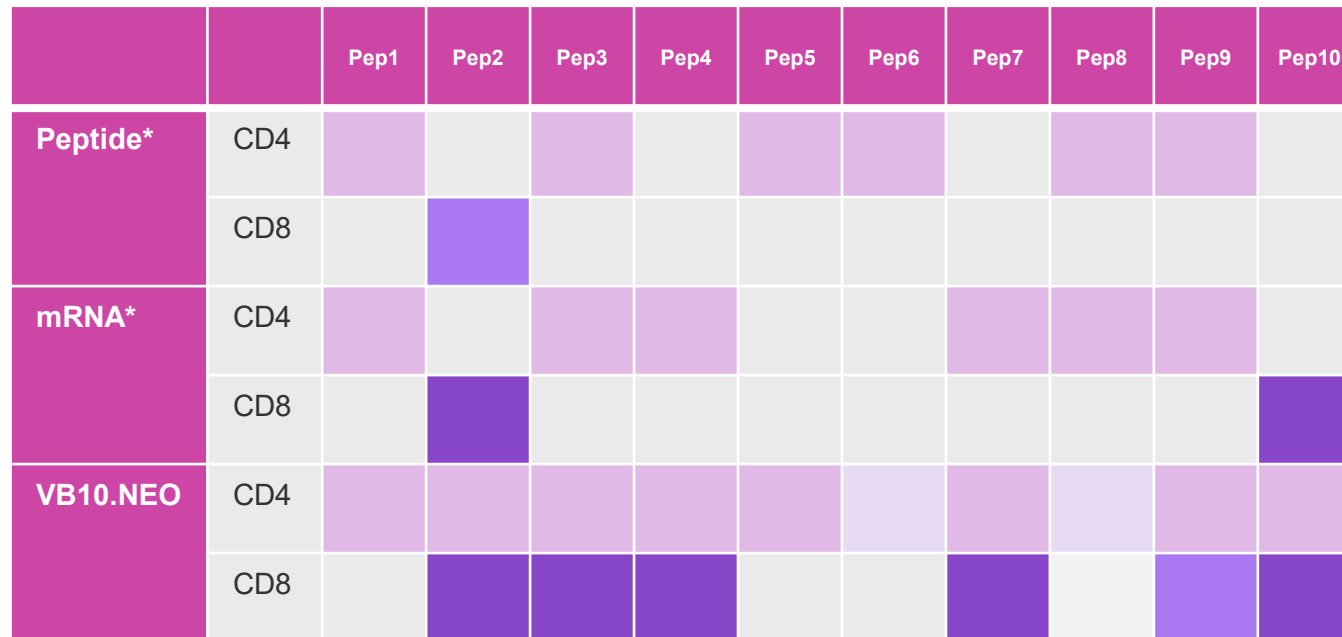 Pep1 Pep2 Pep3 Pep4 Pep5 Pep6 Pep7 Pep8 Pep9 Pep10
Peptide* CD4
CD8
mRNA* CD4
CD8
VB10.NEO CD4
CD8